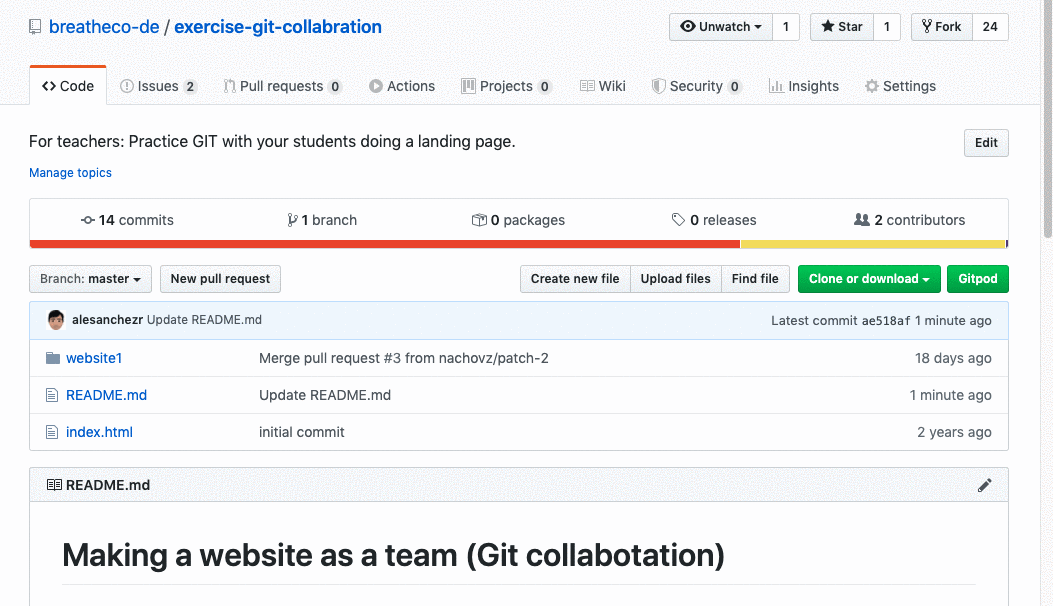 breatheco-de / exercise-git-collabration
Unwatch 1 Star 1 Fork 24
Code Issues 2 Pull requests 0 Actions Projects 0 Wiki Security 0 Insights Settings
For teachers: Practice GIT with your students doing a landing page. Edit
Manage topics
14 commits 1 branch 0 packages 0 releases 2 contributors
Branch: master New pull request Create new file Upload files Find file Clone or download Gitpod
alesanchezr Update README.md Latest commit ae518af 1 minute ago
website1 Merge pull request #3 from nachovz/patch-2 18 days ago
README.md Update README.md 1 minute ago
index.html initial commit 2 years ago
README.md
Making a website as a team (Git collabotation)